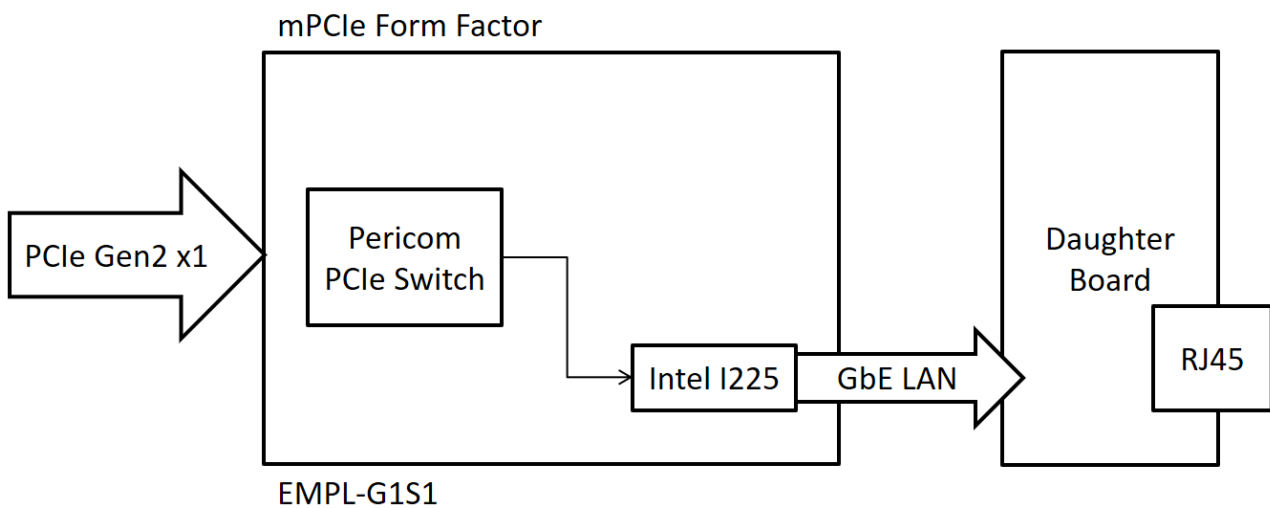 mPCIe Form Factor
PCIe Gen2 x1
Pericom
PCIe Switch
Intel I225
GbE LAN
Daughter
Board
RJ45
EMPL-G1S1